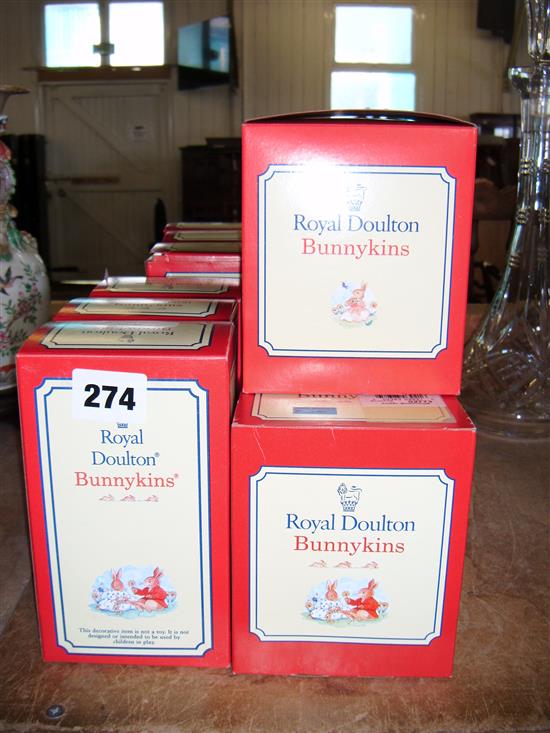 274
Royal
Doulton®
Bunnykins®
This decorative item is not a toy. It is not
designed or intended to be used by
children in play.
Royal Doulton
Bunnykins
Royal Doulton
Bunnykins